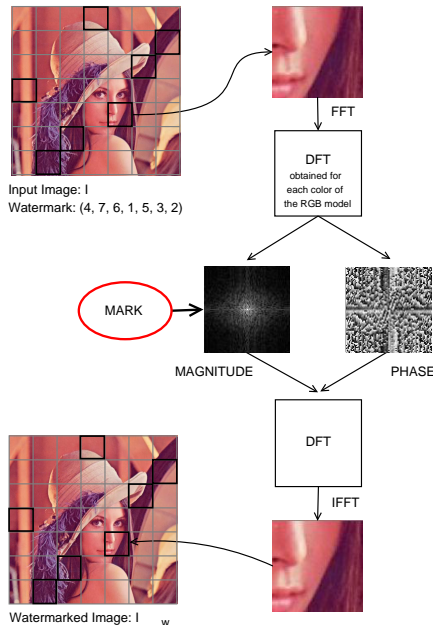 FFT
DFT
obtained for
each color of
the RGB model
Input Image: I
Watermark: (4, 7, 6, 1, 5, 3, 2)
MARK
MAGNITUDE
PHASE
DFT
IFFT
Watermarked Image: I w